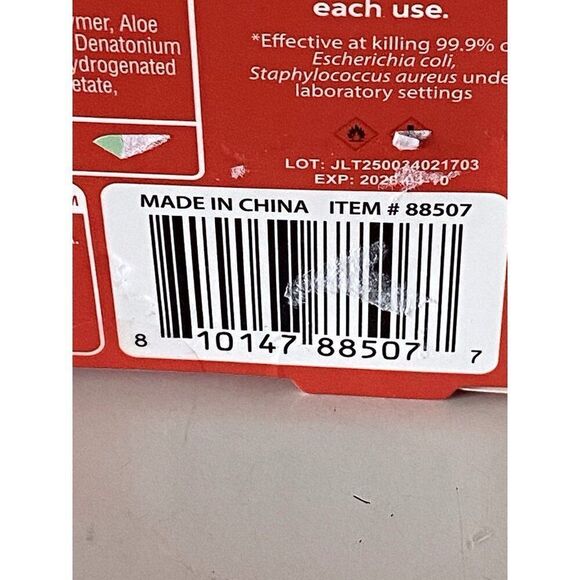 ymer, Aloe
Denatonium
ydrogenated
etate,
each use.
*Effective at killing 99.9% o
Escherichia coli,
Staphylococcus aureus unde
laboratory settings
LOT: JLT250024021703
EXP:
M
MADE IN CHINA ITEM # 88507
8 10147 88507 7